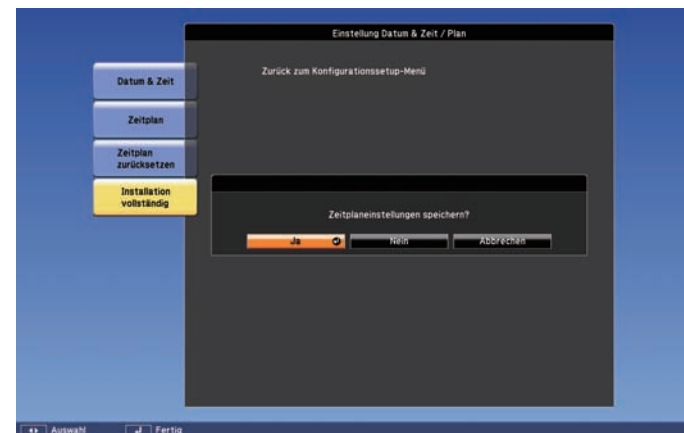 Einstellung Datum & Zeit / Plan
Datum & Zeit
Zeitplan
Zeitplan
zurücksetzen
Installation
vollständig
Zurück zum Konfigurationssetup-Menü
Zeitplaneinstellungen speichern?
Ja
Nein
Abbrechen
Auswahl
Fertig